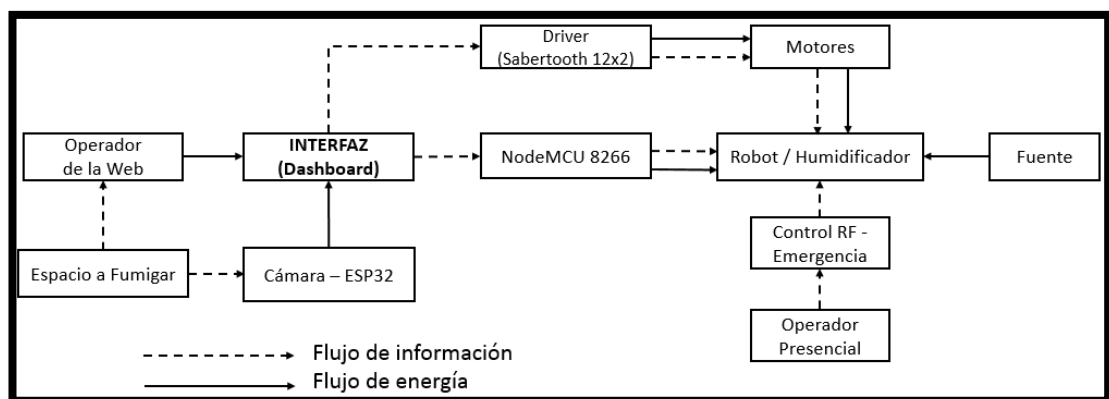 Driver
(Sabertooth 12x2)
Motores
Operador
de la Web
INTERFAZ
(Dashboard)
NodeMCU 8266
Robot / Humidificador
Fuente
Espacio a Fumigar
Cámara – ESP32
Control RF -
Emergencia
Operador
Presencial
Flujo de información
Flujo de energía